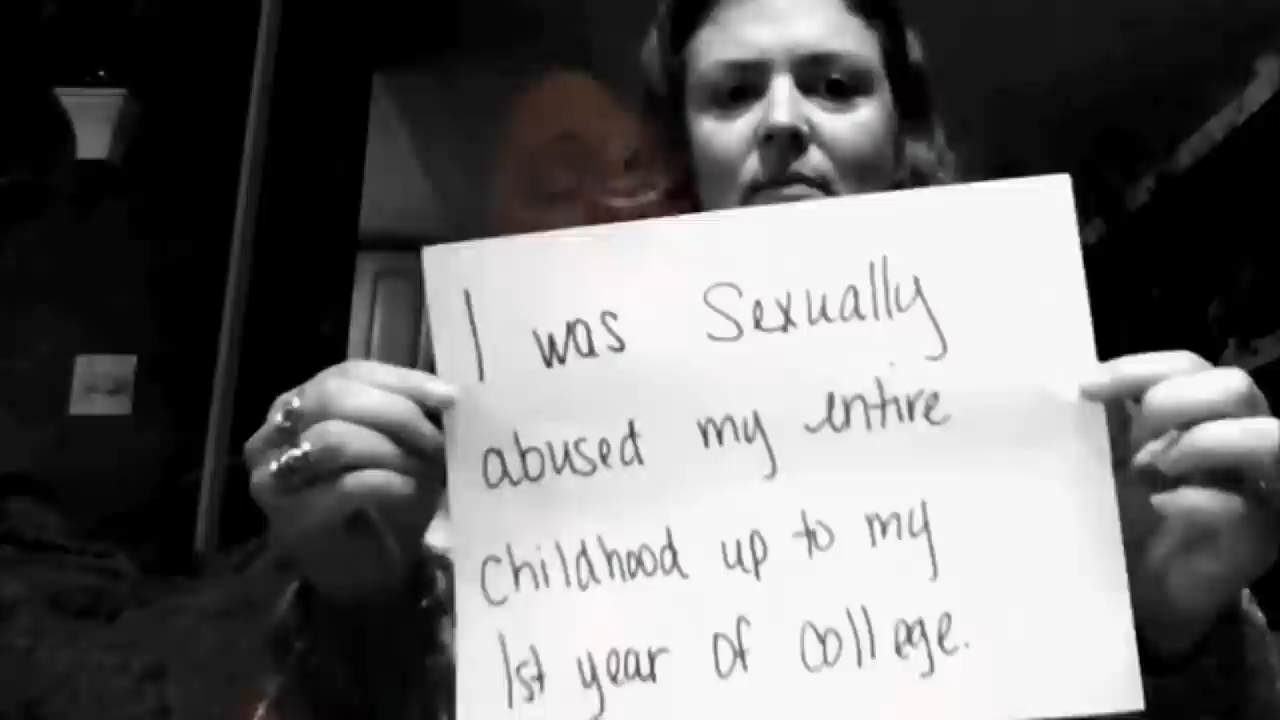 I was Sexually
abused my entire
childhood up to my
1st year of college.